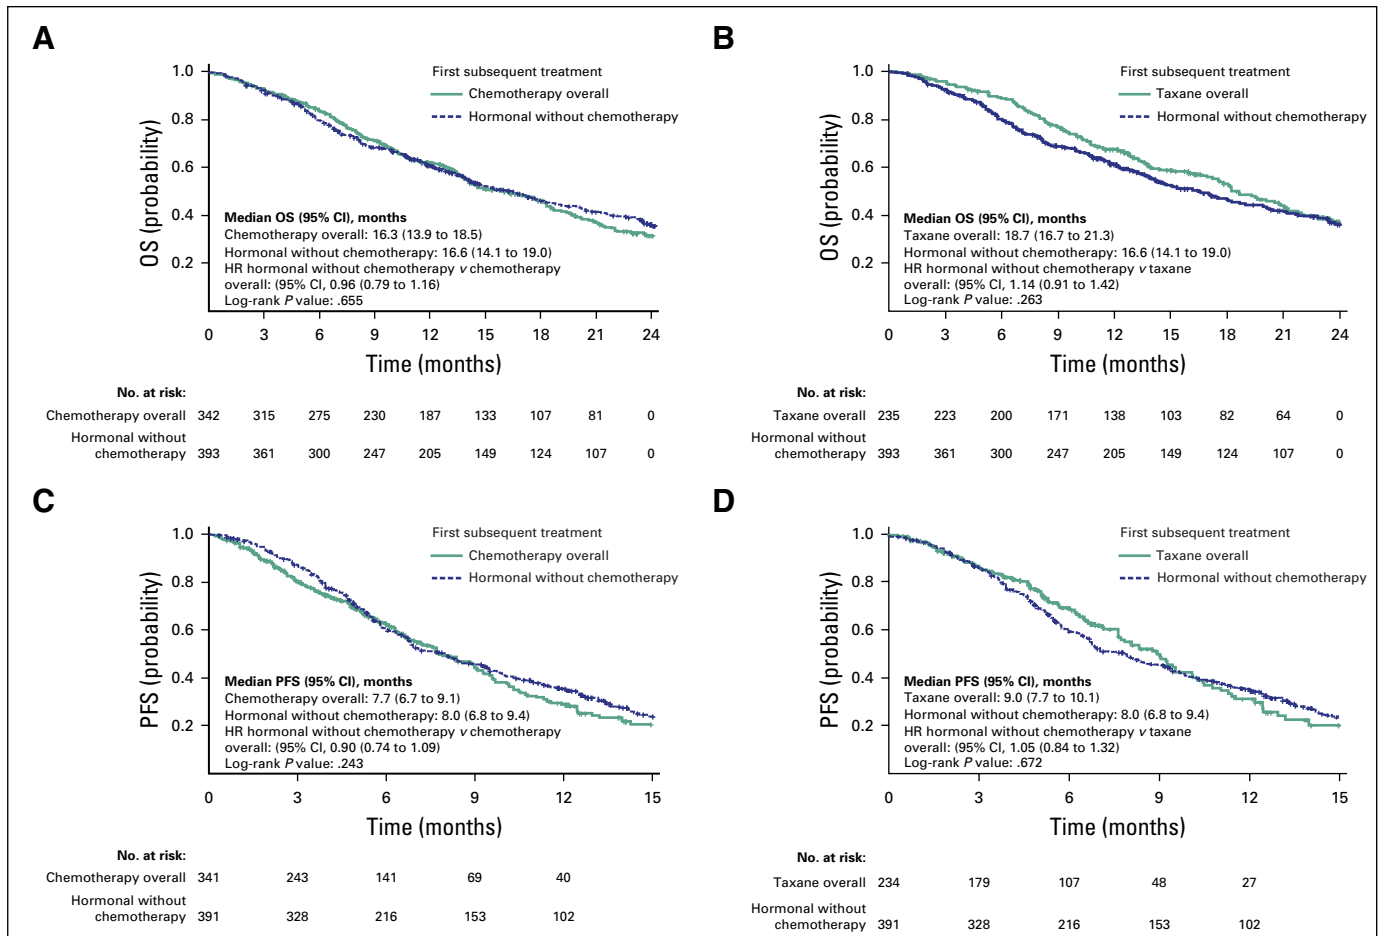 A
OS (probability)
1.0
0.8
0.6
0.4
0.2
First subsequent treatment
Chemotherapy overall
Hormonal without chemotherapy
Median OS (95% CI), months
Chemotherapy overall: 16.3 (13.9 to 18.5)
Hormonal without chemotherapy: 16.6 (14.1 to 19.0)
HR hormonal without chemotherapy v chemotherapy
overall: (95% CI, 0.96 (0.79 to 1.16)
Log-rank P value: .655
0 3 6 9 12 15 18 21 24
Time (months)
No. at risk:
Chemotherapy overall 342 315 275 230 187 133 107 81 0
Hormonal without
chemotherapy 393 361 300 247 205 149 124 107 0
B
OS (probability)
1.0
0.8
0.6
0.4
0.2
First subsequent treatment
Taxane overall
Hormonal without chemotherapy
Median OS (95% CI), months
Taxane overall: 18.7 (16.7 to 21.3)
Hormonal without chemotherapy: 16.6 (14.1 to 19.0)
HR hormonal without chemotherapy v taxane
overall: (95% CI, 1.14 (0.91 to 1.42)
Log-rank P value: .263
0 3 6 9 12 15 18 21 24
Time (months)
No. at risk:
Taxane overall 235 223 200 171 138 103 82 64 0
Hormonal without
chemotherapy 393 361 300 247 205 149 124 107 0
C
PFS (probability)
1.0
0.8
0.6
0.4
0.2
First subsequent treatment
Chemotherapy overall
Hormonal without chemotherapy
Median PFS (95% CI), months
Chemotherapy overall: 7.7 (6.7 to 9.1)
Hormonal without chemotherapy: 8.0 (6.8 to 9.4)
HR hormonal without chemotherapy v chemotherapy
overall: (95% CI, 0.90 (0.74 to 1.09)
Log-rank P value: .243
0 3 6 9 12 15
Time (months)
No. at risk:
Chemotherapy overall 341 243 141 69 40
Hormonal without
chemotherapy 391 328 216 153 102
D
PFS (probability)
1.0
0.8
0.6
0.4
0.2
First subsequent treatment
Taxane overall
Hormonal without chemotherapy
Median PFS (95% CI), months
Taxane overall: 9.0 (7.7 to 10.1)
Hormonal without chemotherapy: 8.0 (6.8 to 9.4)
HR hormonal without chemotherapy v taxane
overall: (95% CI, 1.05 (0.84 to 1.32)
Log-rank P value: .672
0 3 6 9 12 15
Time (months)
No. at risk:
Taxane overall 234 179 107 48 27
Hormonal without
chemotherapy 391 328 216 153 102